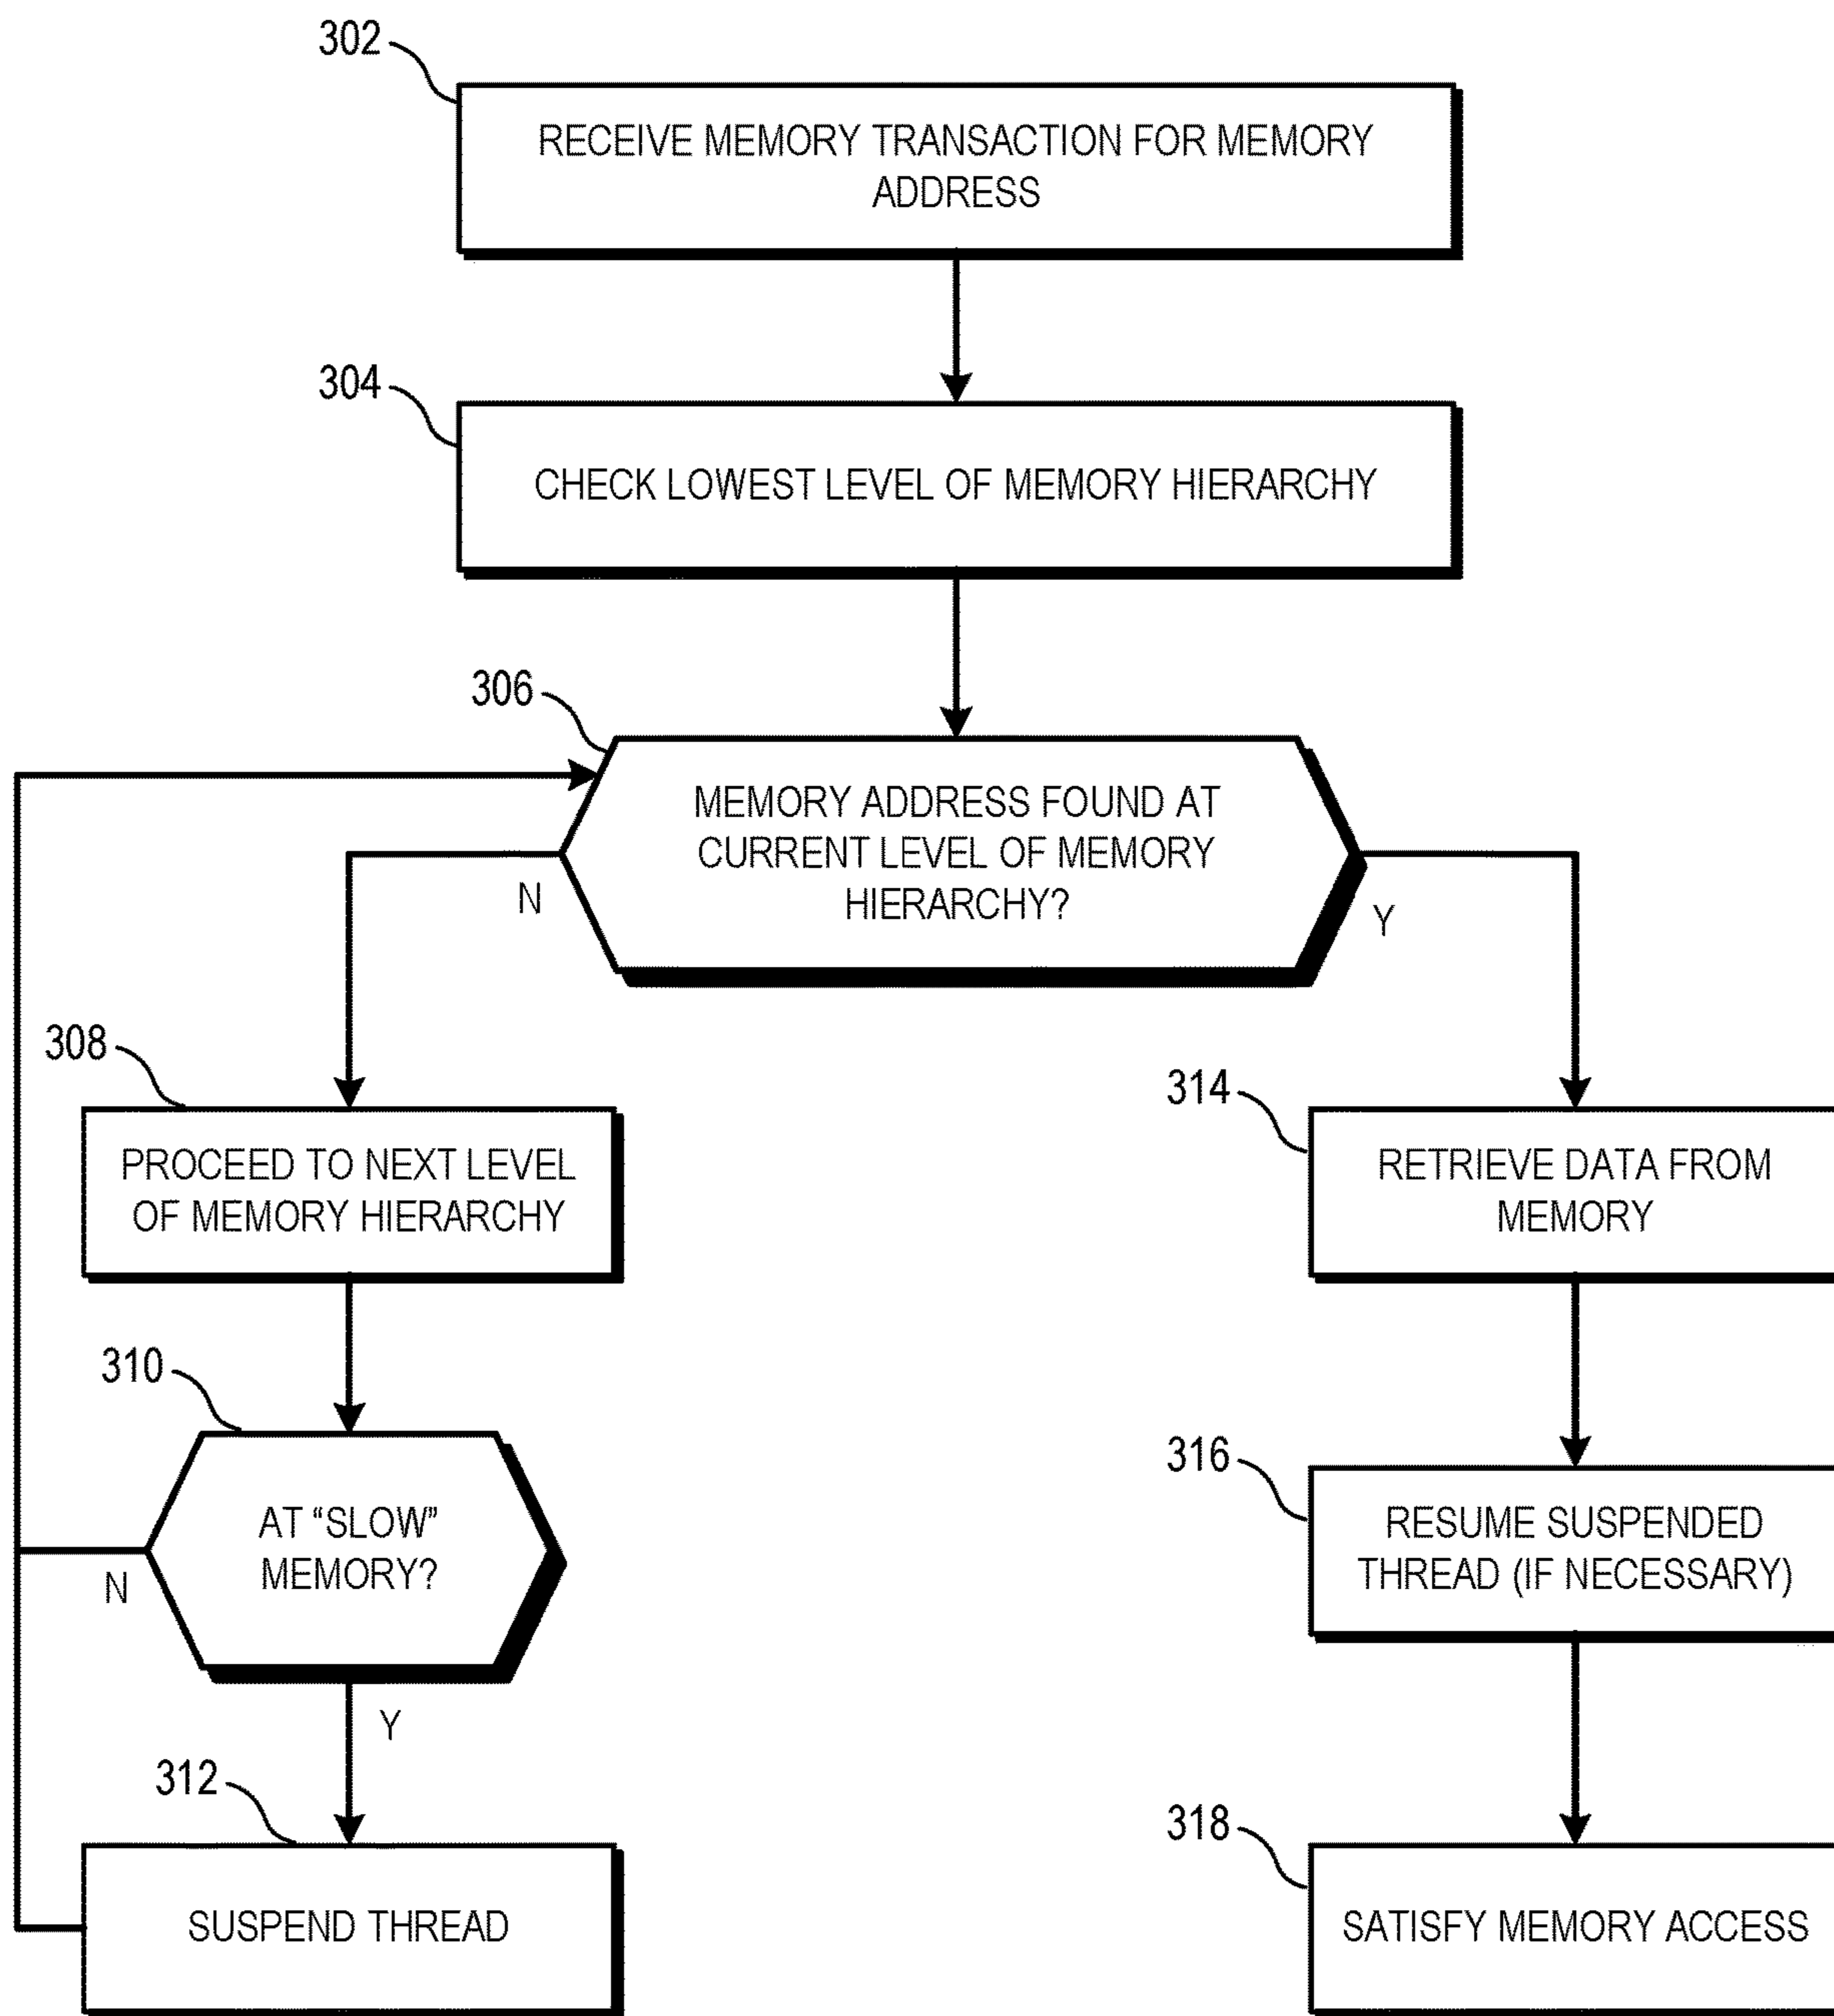 302
RECEIVE MEMORY TRANSACTION FOR MEMORY
ADDRESS
304
CHECK LOWEST LEVEL OF MEMORY HIERARCHY
306
MEMORY ADDRESS FOUND AT
CURRENT LEVEL OF MEMORY
HIERARCHY?
N
Y
308
PROCEED TO NEXT LEVEL
OF MEMORY HIERARCHY
314
RETRIEVE DATA FROM
MEMORY
310
AT “SLOW”
MEMORY?
N
Y
316
RESUME SUSPENDED
THREAD (IF NECESSARY)
312
SUSPEND THREAD
318
SATISFY MEMORY ACCESS